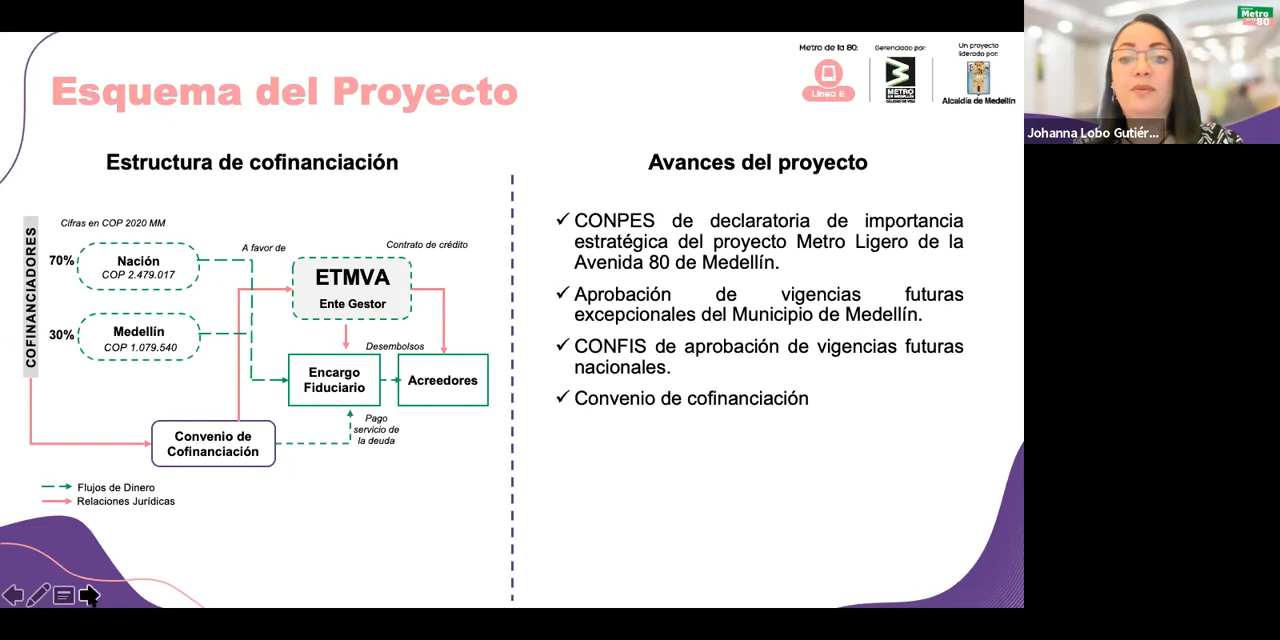 Esquema del Proyecto
Metro de la 80:
Línea E
Gerenciado por:
METRO
Un proyecto
liderado por:
Alcaldía de Medellín
Metro
80
Johanna Lobo Gutiér...
Estructura de cofinanciación
COFINANCIADORES
Cifras en COP 2020 MM
70%
Nación
COP 2.479.017
30%
Medellín
COP 1.079.540
A favor de
Contrato de crédito
ETMVA
Ente Gestor
Desembolsos
Encargo
Fiduciario
Acreedores
Pago
servicio de
la deuda
Convenio de
Cofinanciación
Flujos de Dinero
Relaciones Jurídicas
Avances del proyecto
✓ CONPES de declaratoria de importancia
estratégica del proyecto Metro Ligero de la
Avenida 80 de Medellín.
✓ Aprobación de vigencias futuras
excepcionales del Municipio de Medellín.
✓ CONFIS de aprobación de vigencias futuras
nacionales.
✓ Convenio de cofinanciación